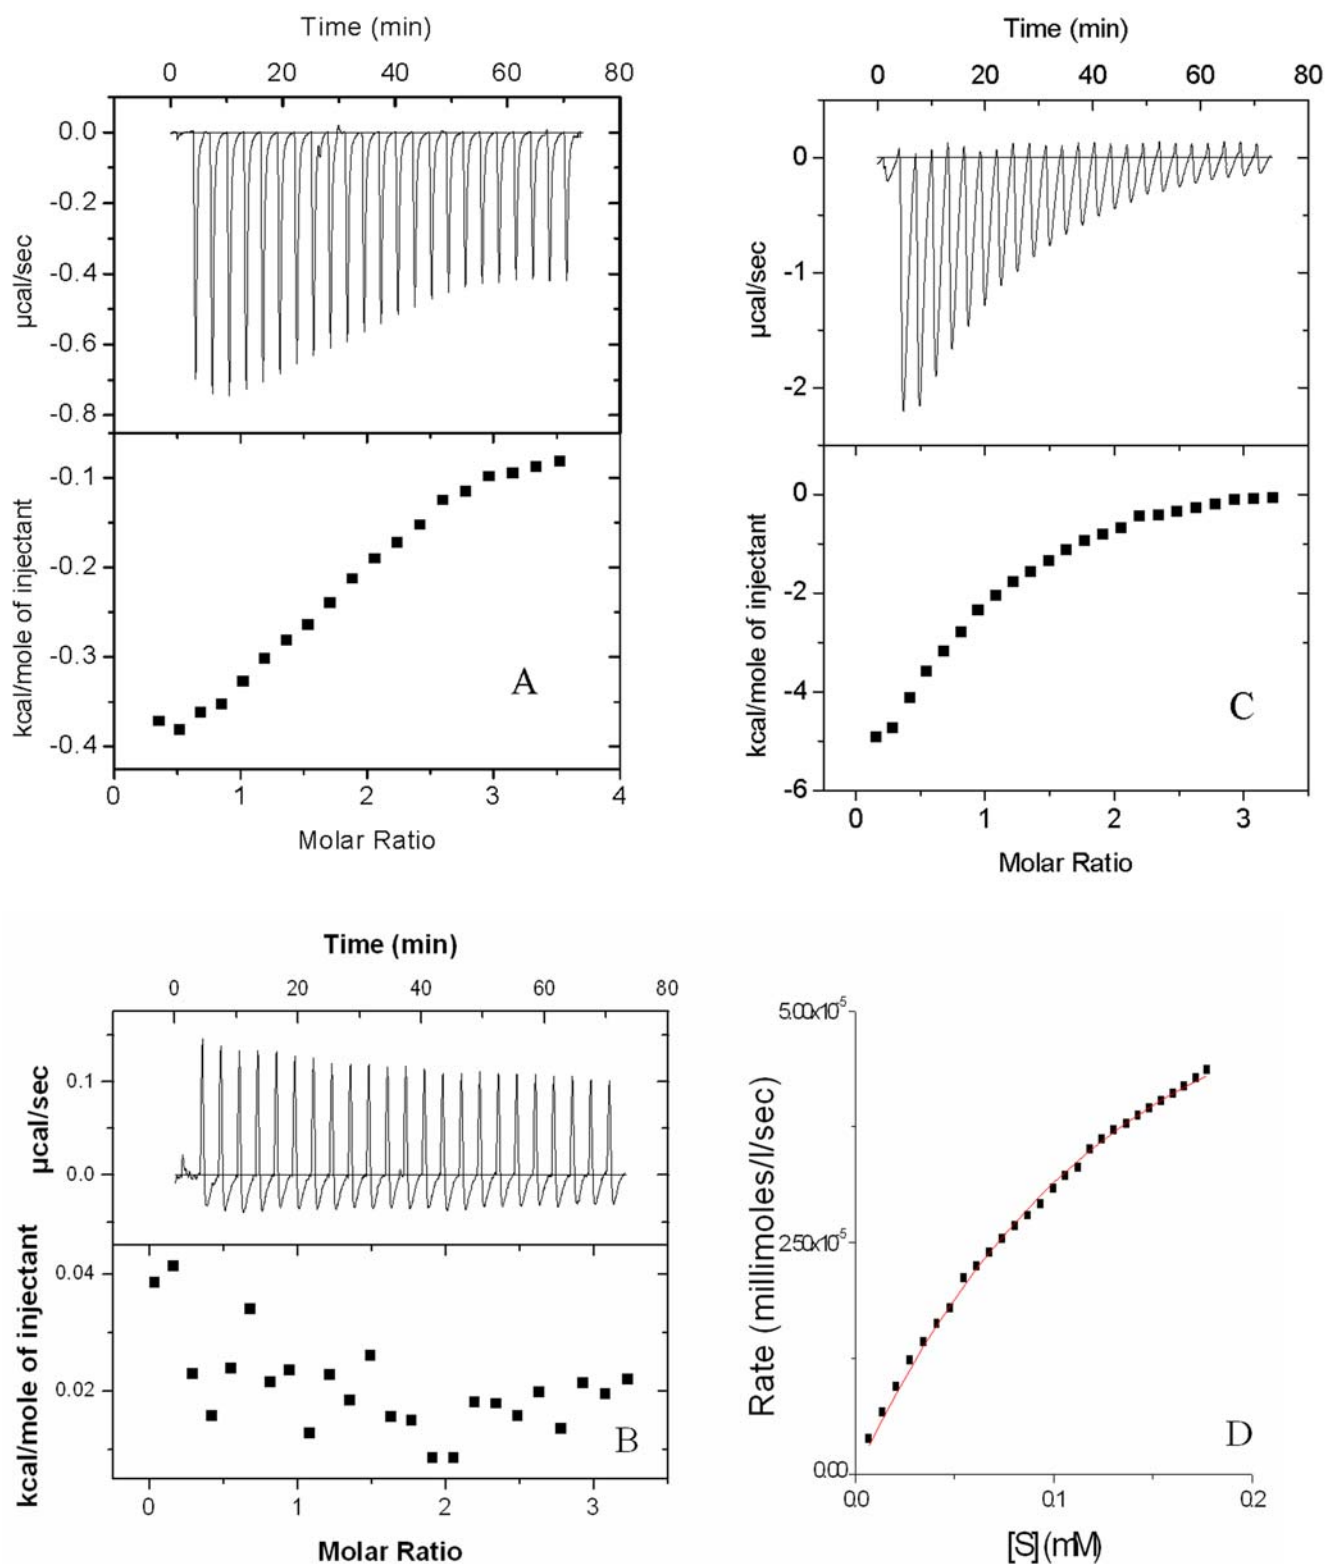 Time (min)
0 20 40 60 80
0.0
-0.2
-0.4
-0.6
-0.8
µcal/sec
-0.1
-0.2
-0.3
-0.4
kcal/mole of injectant
A
0 1 2 3 4
Molar Ratio
Time (min)
0 20 40 60 80
0
-1
-2
µcal/sec
0
-2
-4
-6
kcal/mole of injectant
C
0 1 2 3
Molar Ratio
Time (min)
0 20 40 60 80
0.1
0.0
µcal/sec
0.04
0.02
kcal/mole of injectant
B
0 1 2 3
Molar Ratio
5.00x10⁻⁵
2.50x10⁻⁵
0.00
Rate (millimoles/l/sec)
D
0.0 0.1 0.2
[S] (mM)